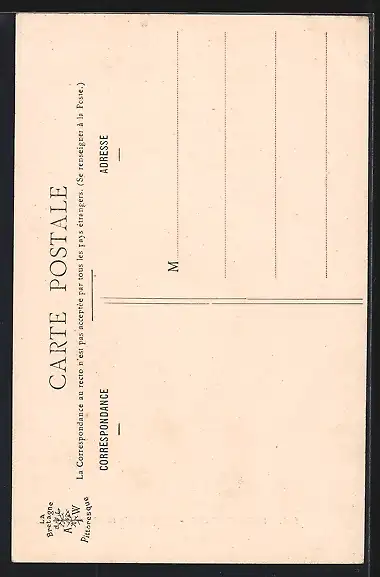 La
Bretagne
A W
Pittoresque
CARTE POSTALE
La Correspondance au recto n'est pas acceptée par tous les pays étrangers. (Se renseigner à la Poste.)
CORRESPONDANCE
ADRESSE
M